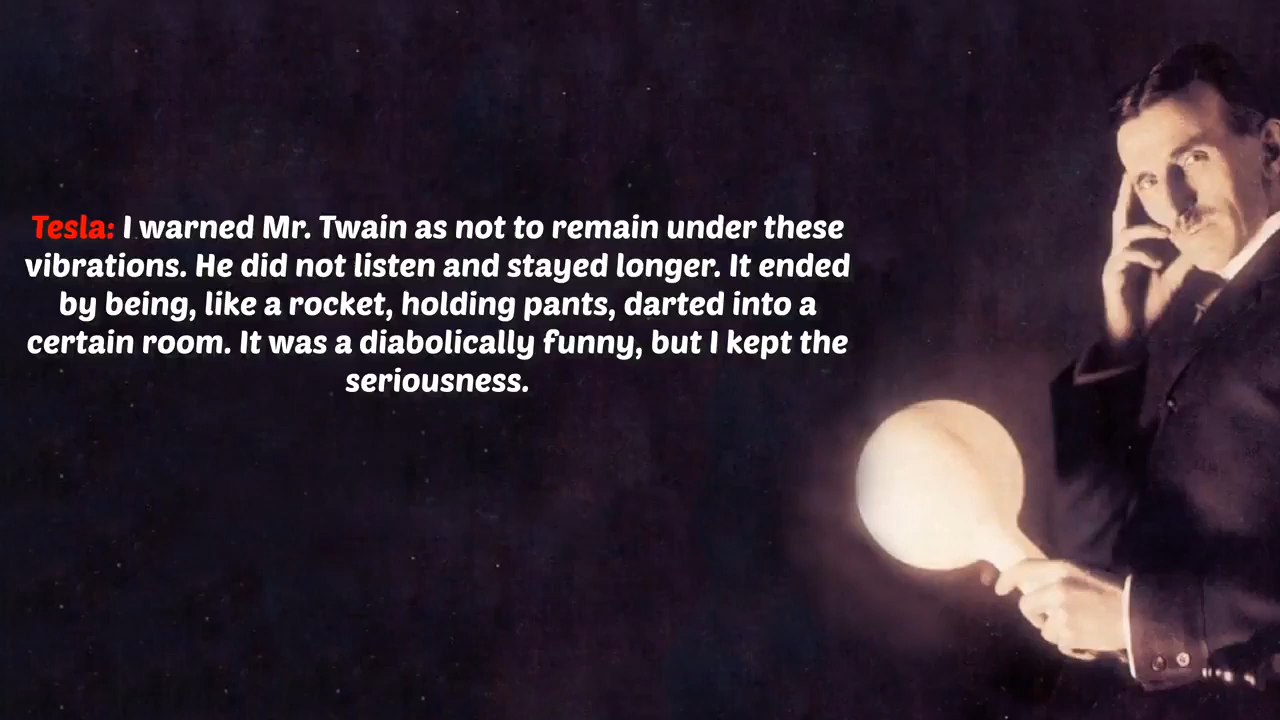 Tesla: I warned Mr. Twain as not to remain under these
vibrations. He did not listen and stayed longer. It ended
by being, like a rocket, holding pants, darted into a
certain room. It was a diabolically funny, but I kept the
seriousness.